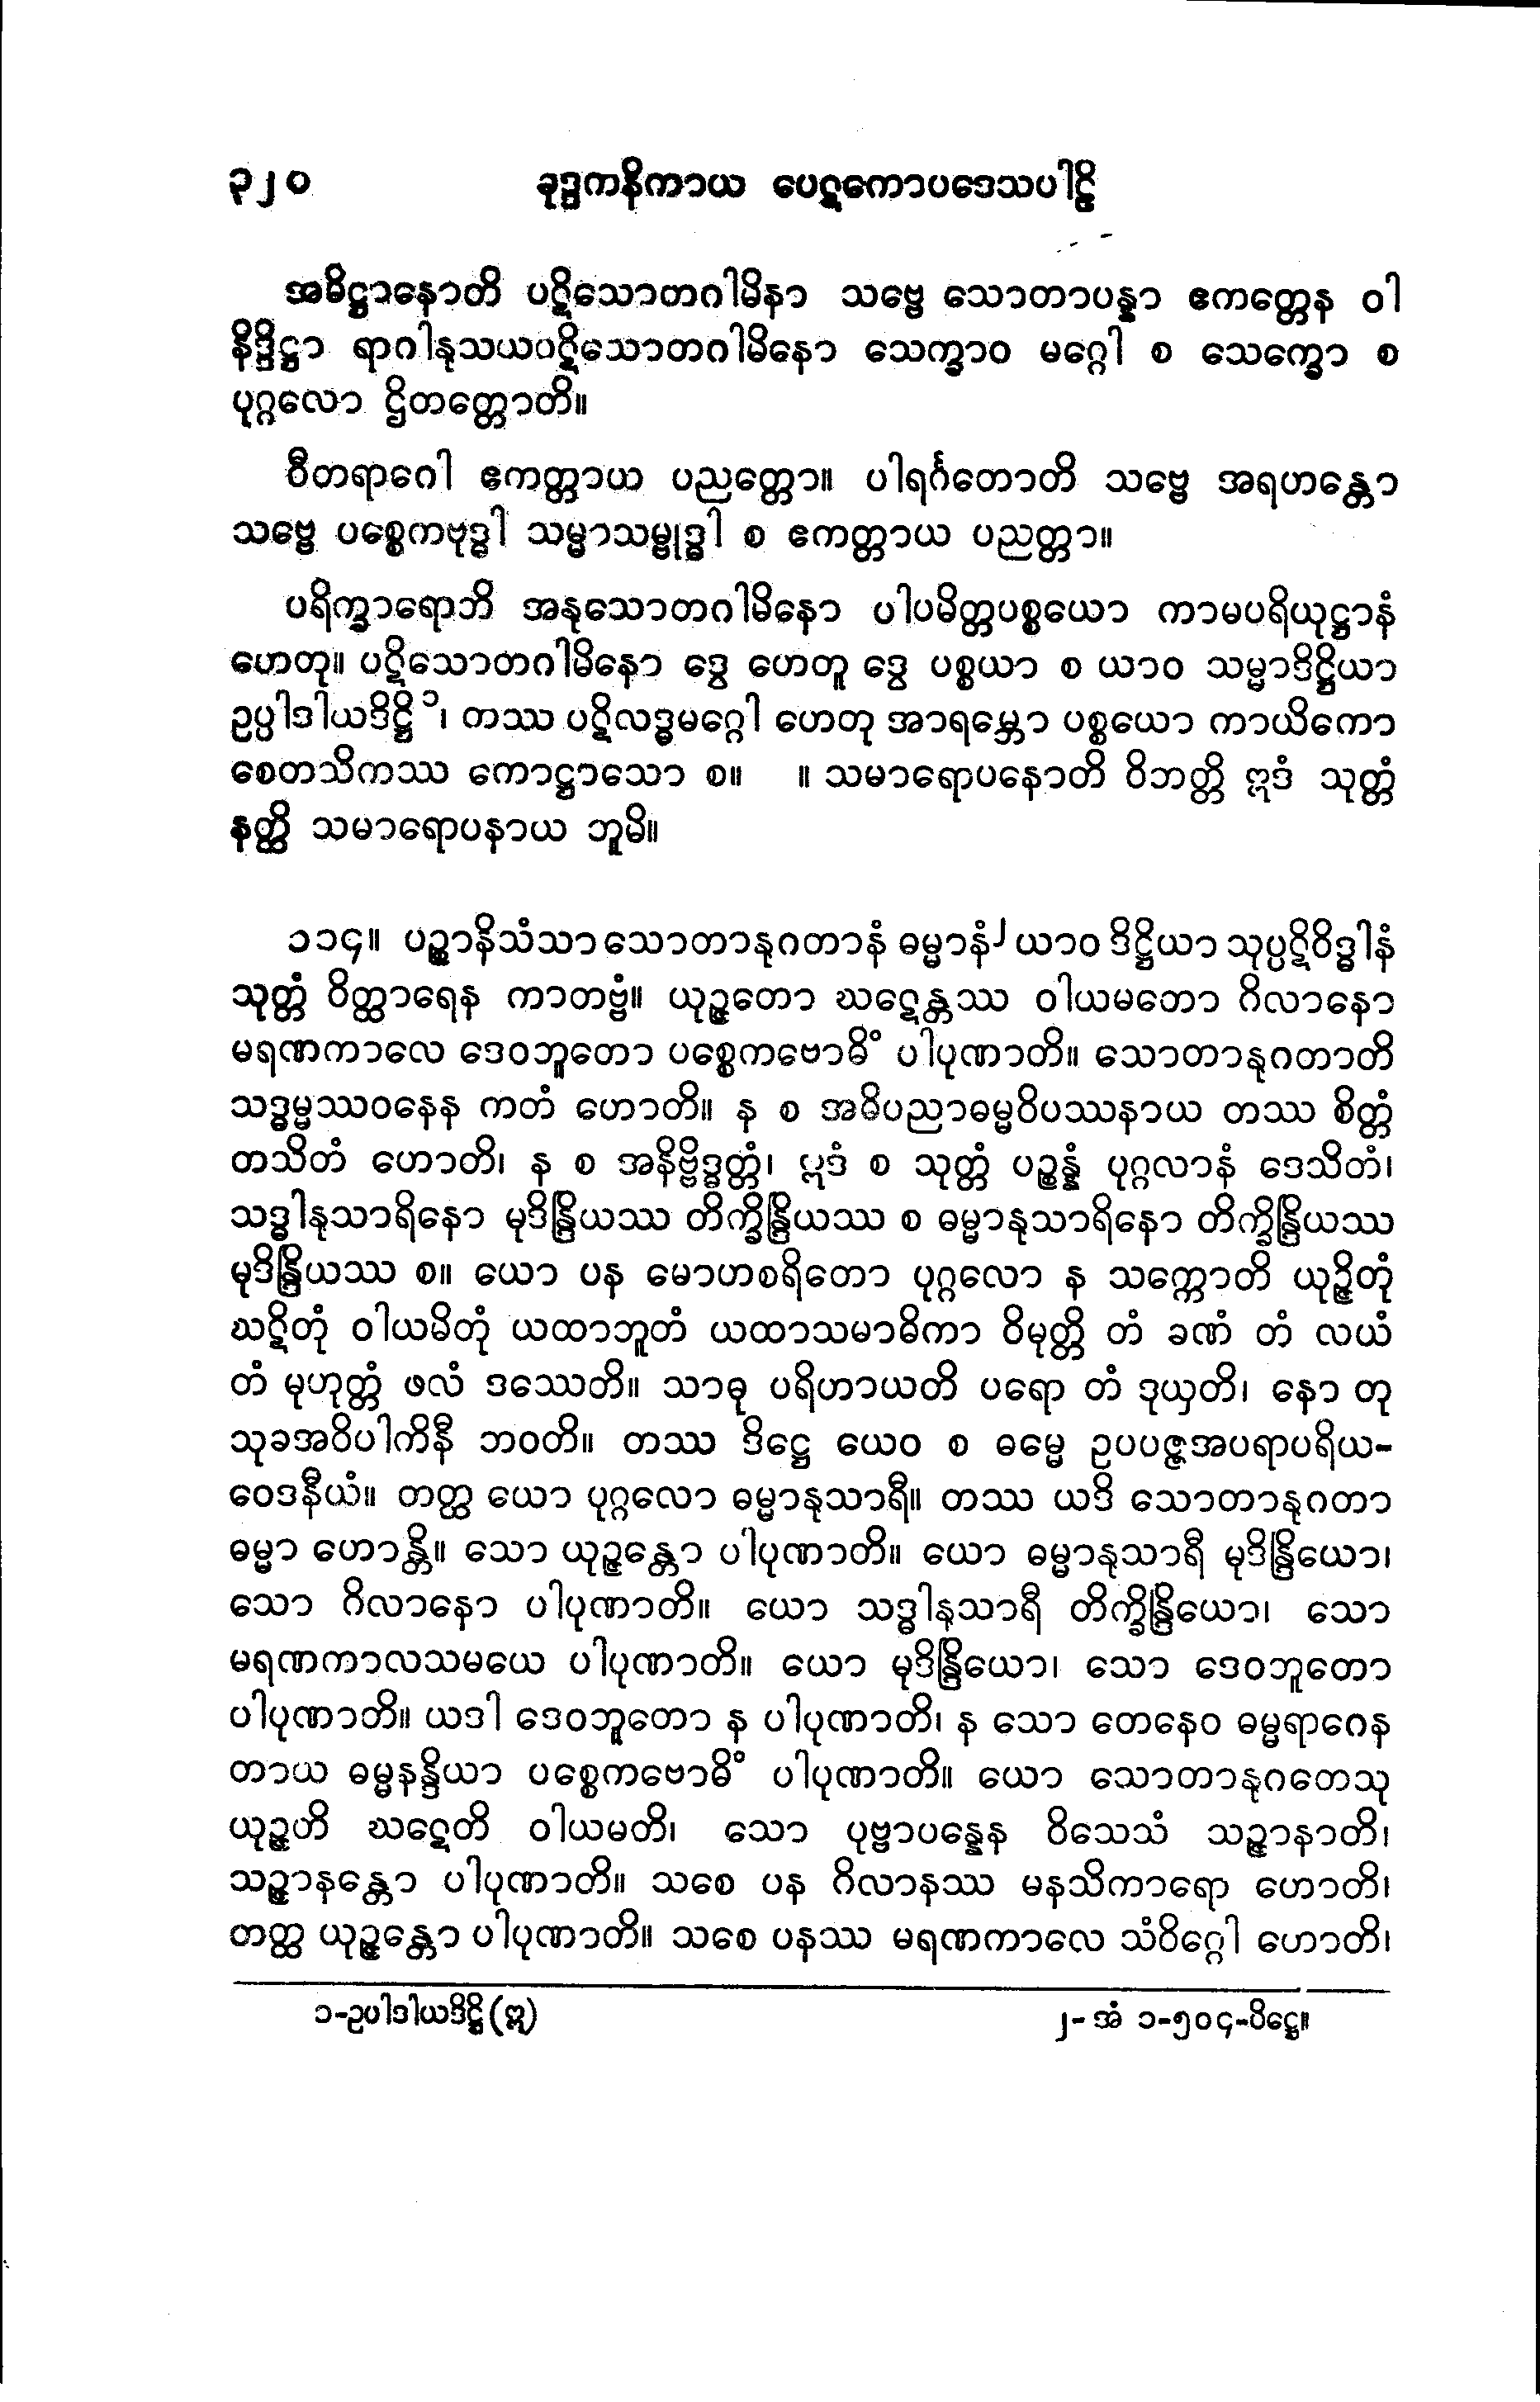 ၃၂၀ ခုဒ္ဒကနိကာယ ပေဋကောပဒေသပါဠိ
အဓိဋ္ဌာနောတိ ပဋိသောတဂါမိနာ သဗ္ဗေ သောတာပန္နာ ဧကတ္တေန ဝါ
နိဒ္ဒိဋ္ဌာ ရာဂါနုသယပဋိသောတဂါမိနော သေက္ခာဝ မဂ္ဂေါ စ သေက္ခော စ
ပုဂ္ဂလော ဌိတတ္တောတိ။
ဝီတရာဂေါ ဧကတ္တာယ ပညတ္တော။ ပါရင်္ဂတောတိ သဗ္ဗေ အရဟန္တော
သဗ္ဗေ ပစ္စေကဗုဒ္ဓါ သမ္မာသမ္ဗုဒ္ဓါ စ ဧကတ္တာယ ပညတ္တာ။
ပရိက္ခာရောဘိ အနုသောတဂါမိနော ပါပမိတ္တပစ္စယော ကာမပရိယုဋ္ဌာနံ
ဟေတု။ ပဋိသောတဂါမိနော ဒွေ ဟေတူ ဒွေ ပစ္စယာ စ ယာဝ သမ္မာဒိဋ္ဌိယာ
ဥပ္ပါဒါယဒိဋ္ဌိ ၁၊ တဿ ပဋိလဒ္ဓမဂ္ဂေါ ဟေတု အာရမ္ဘော ပစ္စယော ကာယိကော
စေတသိကဿ ကောဋ္ဌာသော စ။ ။ သမာရောပနောတိ ဝိဘတ္တိ ဣဒံ သုတ္တံ
နတ္ထိ သမာရောပနာယ ဘူမိ။
၁၁၄။ ပဉ္စာနိသံသာ သောတာနုဂတာနံ ဓမ္မာနံ၂ ယာဝ ဒိဋ္ဌိယာ သုပ္ပဋိဝိဒ္ဓါနံ
သုတ္တံ ဝိတ္ထာရေန ကာတဗ္ဗံ။ ယုဉ္ဇတော ဃဋေန္တဿ ဝါယမတော ဂိလာနော
မရဏကာလေ ဒေဝဘူတော ပစ္စေကဗောဓိံ ပါပုဏာတိ။ သောတာနုဂတာတိ
သဒ္ဓမ္မဿဝနေန ကတံ ဟောတိ။ န စ အဓိပညာဓမ္မဝိပဿနာယ တဿ စိတ္တံ
တသိတံ ဟောတိ၊ န စ အနိဗ္ဗိဒ္ဓတ္တံ၊ ဣဒံ စ သုတ္တံ ပဉ္စန္နံ ပုဂ္ဂလာနံ ဒေသိတံ၊
သဒ္ဓါနုသာရိနော မုဒိန္ဒြိယဿ တိက္ခိန္ဒြိယဿ စ ဓမ္မာနုသာရိနော တိက္ခိန္ဒြိယဿ
မုဒိန္ဒြိယဿ စ။ ယော ပန မောဟစရိတော ပုဂ္ဂလော န သက္ကောတိ ယုဉ္ဇိတုံ
ဃဋိတုံ ဝါယမိတုံ ယထာဘူတံ ယထာသမာဓိကာ ဝိမုတ္တိ တံ ခဏံ တံ လယံ
တံ မုဟုတ္တံ ဖလံ ဒဿေတိ။ သာဓု ပရိဟာယတိ ပရော တံ ဒုယှတိ၊ နော တု
သုခအဝိပါကိနီ ဘဝတိ။ တဿ ဒိဋ္ဌေ ယေဝ စ ဓမ္မေ ဥပပဇ္ဇအပရာပရိယ-
ဝေဒနီယံ။ တတ္ထ ယော ပုဂ္ဂလော ဓမ္မာနုသာရီ။ တဿ ယဒိ သောတာနုဂတာ
ဓမ္မာ ဟောန္တိ။ သော ယုဉ္ဇန္တော ပါပုဏာတိ။ ယော ဓမ္မာနုသာရီ မုဒိန္ဒြိယော၊
သော ဂိလာနော ပါပုဏာတိ။ ယော သဒ္ဓါနုသာရီ တိက္ခိန္ဒြိယော၊ သော
မရဏကာလသမယေ ပါပုဏာတိ။ ယော မုဒိန္ဒြိယော၊ သော ဒေဝဘူတော
ပါပုဏာတိ။ ယဒါ ဒေဝဘူတော န ပါပုဏာတိ၊ န သော တေနေဝ ဓမ္မရာဂေန
တာယ ဓမ္မနန္ဒိယာ ပစ္စေကဗောဓိံ ပါပုဏာတိ။ ယော သောတာနုဂတေသု
ယုဉ္ဇဟိ ဃဋေတိ ဝါယမတိ၊ သော ပုဗ္ဗာပန္နေန ဝိသေသံ သဉ္ဇာနာတိ၊
သဉ္ဇာနန္တော ပါပုဏာတိ။ သစေ ပန ဂိလာနဿ မနသိကာရော ဟောတိ၊
တတ္ထ ယုဉ္ဇန္တော ပါပုဏာတိ။ သစေ ပနဿ မရဏကာလေ သံဝိဂ္ဂေါ ဟောတိ၊
၁-ဥပါဒါယဒိဋ္ဌိ (ဣ) ၂- အံ ၁-၅၀၄-ပိဋ္ဌေ။